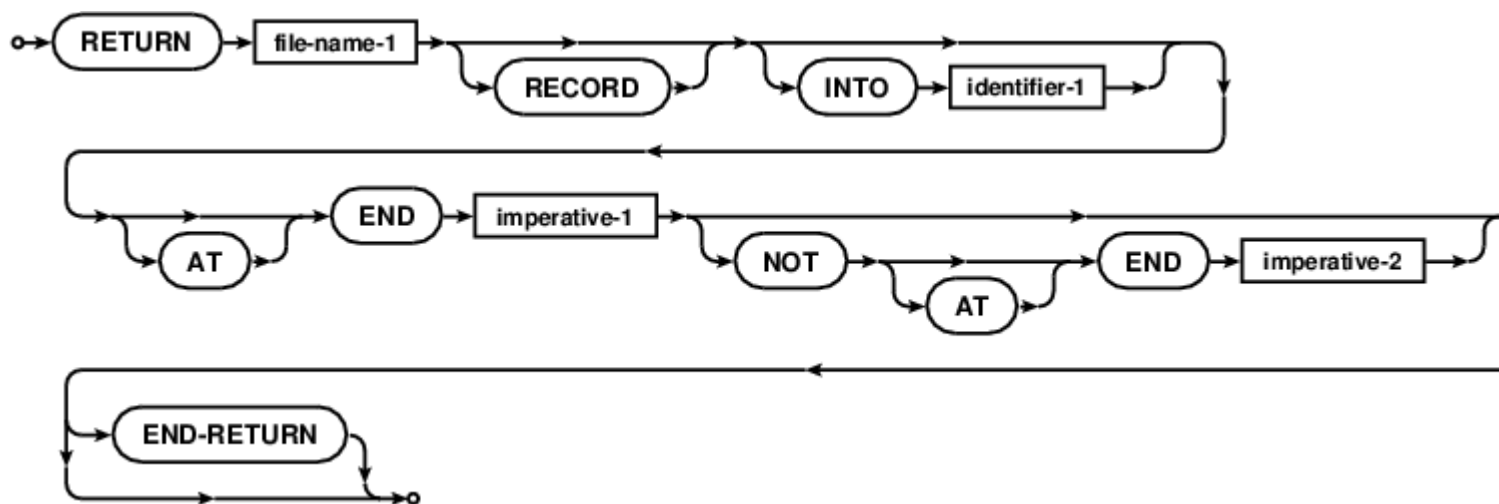 RETURN file-name-1
RECORD INTO identifier-1
END imperative-1
AT NOT END imperative-2
AT
END-RETURN